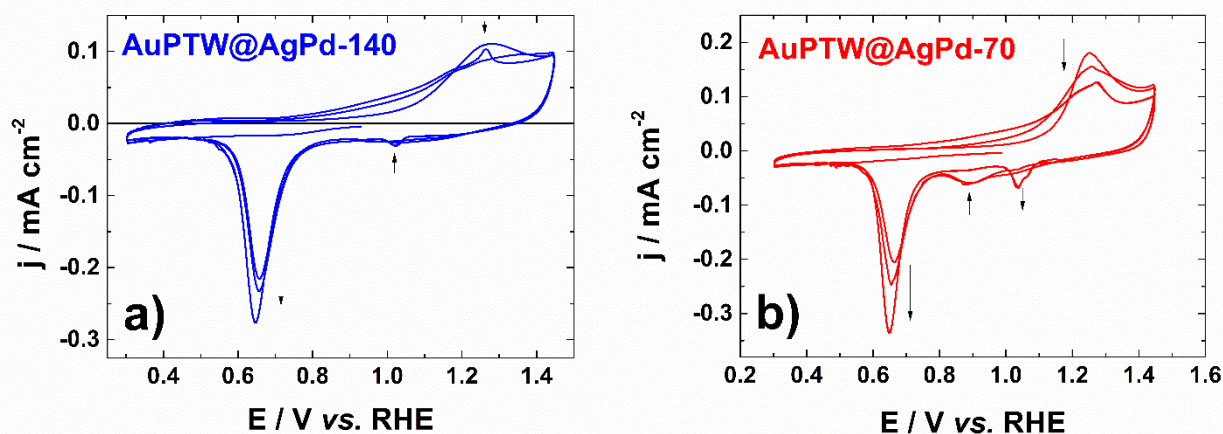 AuPTW@AgPd-140
0.1
0.0
-0.1
-0.2
-0.3
j / mA cm⁻²
a)
0.4 0.6 0.8 1.0 1.2 1.4
E / V vs. RHE
AuPTW@AgPd-70
0.2
0.1
0.0
-0.1
-0.2
-0.3
j / mA cm⁻²
b)
0.2 0.4 0.6 0.8 1.0 1.2 1.4 1.6
E / V vs. RHE